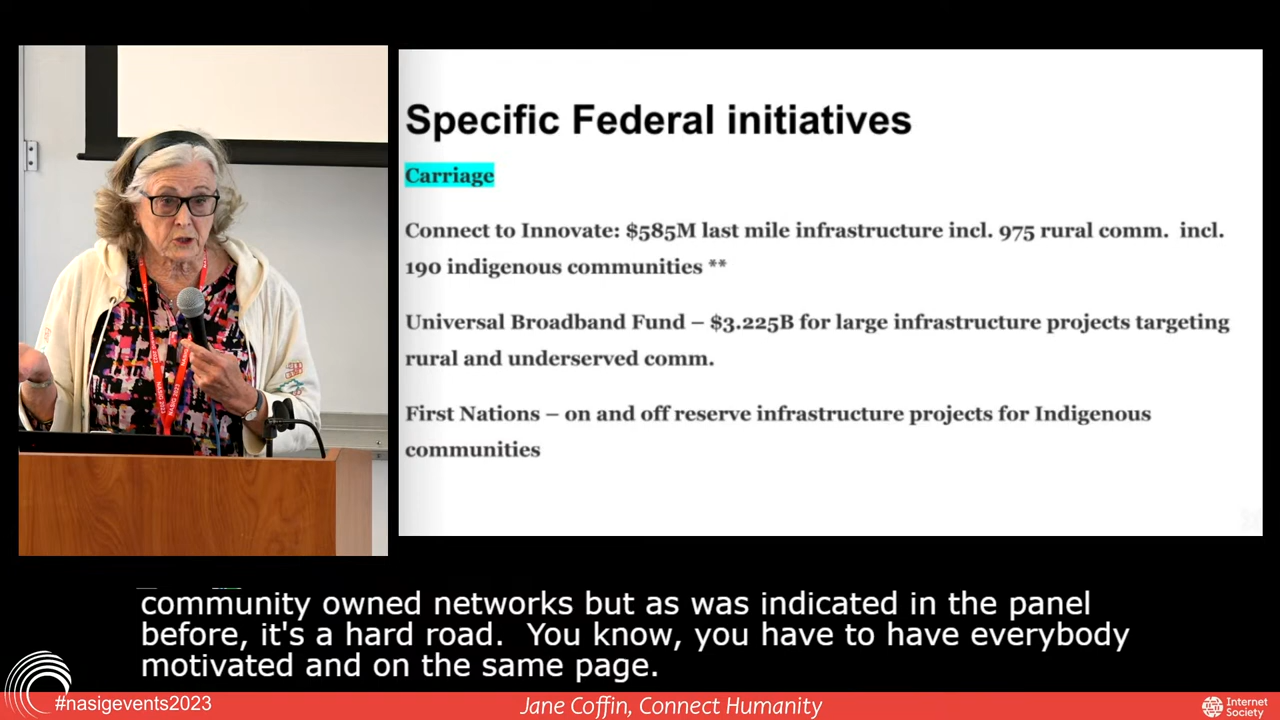 Specific Federal initiatives
Carriage
Connect to Innovate: $585M last mile infrastructure incl. 975 rural comm. incl.
190 indigenous communities **
Universal Broadband Fund – $3.225B for large infrastructure projects targeting
rural and underserved comm.
First Nations – on and off reserve infrastructure projects for Indigenous
communities
community owned networks but as was indicated in the panel
before, it's a hard road. You know, you have to have everybody
motivated and on the same page.
#nasigevents2023
Jane Coffin, Connect Humanity
Internet
Society